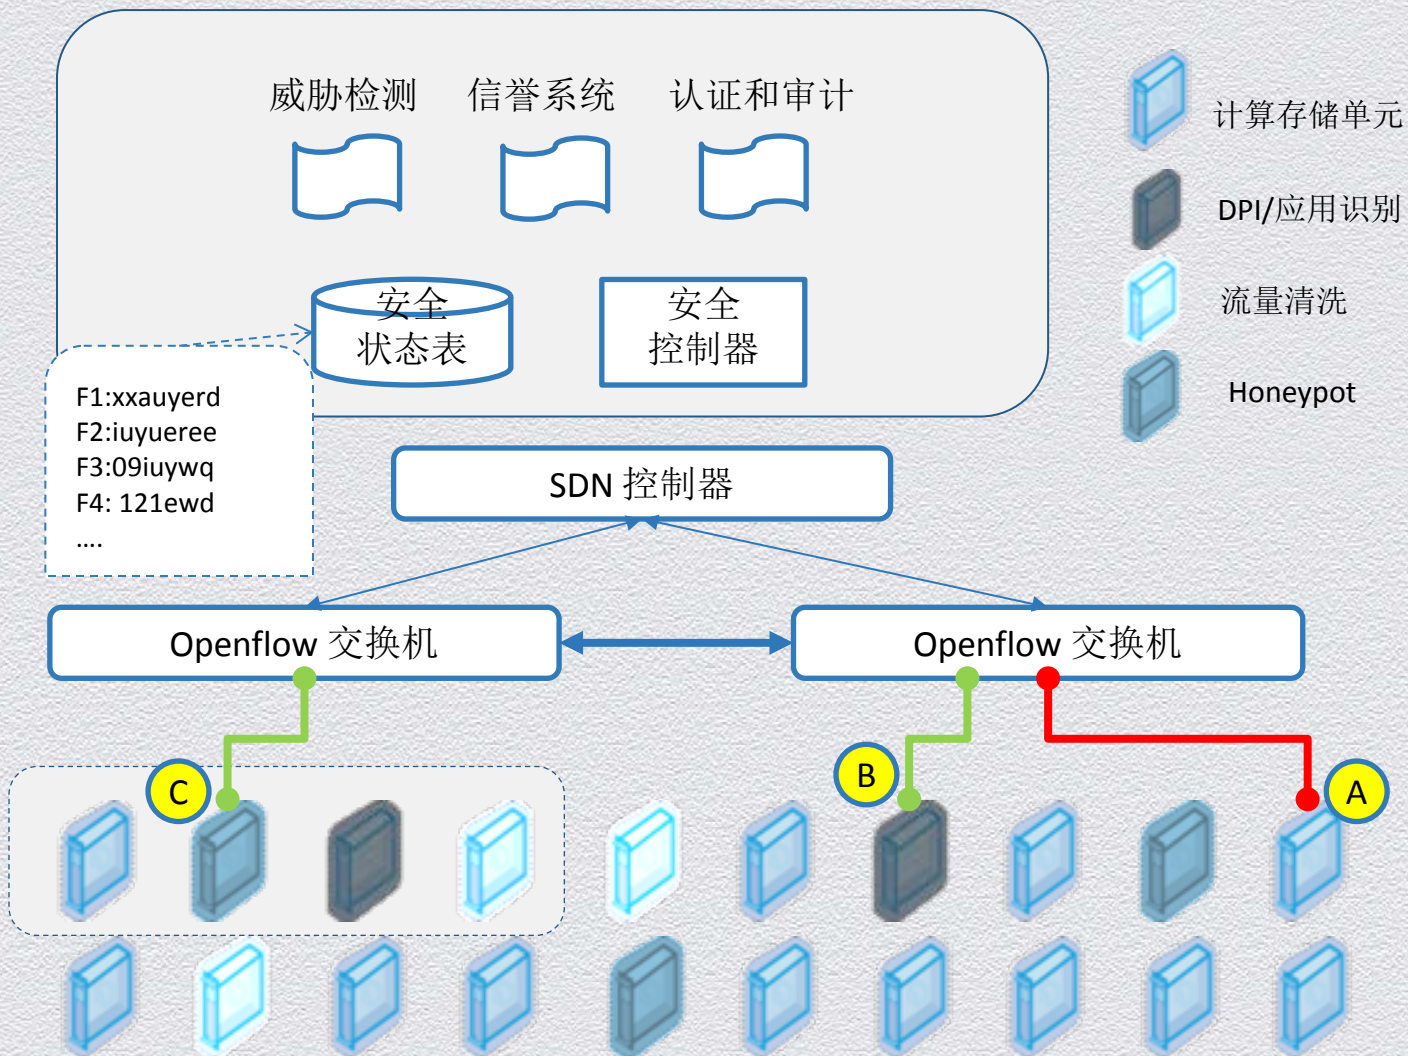 威胁检测
信誉系统
认证和审计
安全
状态表
安全
控制器
F1:xxauyerd
F2:iuyueree
F3:09iuywq
F4: 121ewd
....
SDN 控制器
Openflow 交换机
Openflow 交换机
C
B
A
计算存储单元
DPI/应用识别
流量清洗
Honeypot